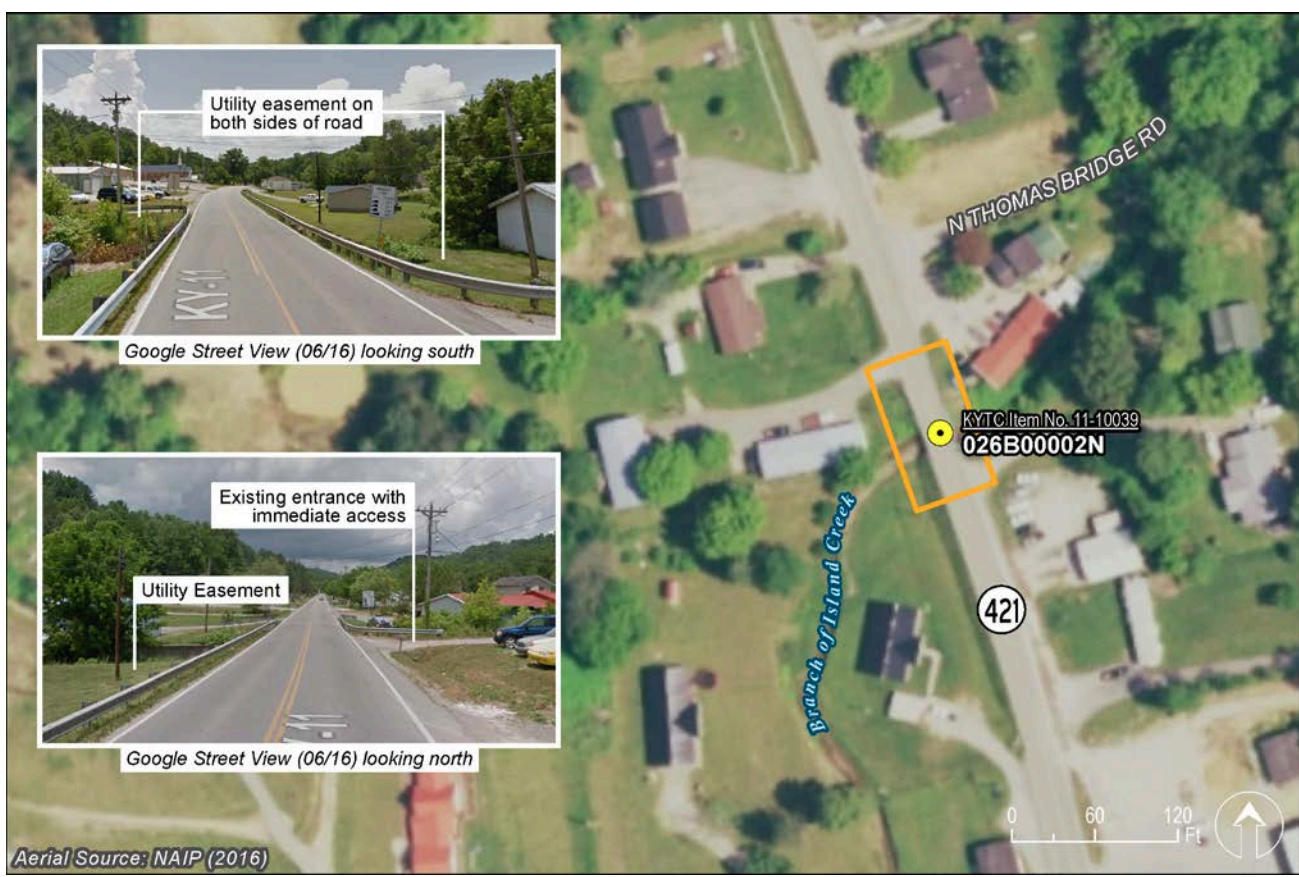 Utility easement on
both sides of road
KY-11
Google Street View (06/16) looking south
Existing entrance with
immediate access
Utility Easement
Google Street View (06/16) looking north
N THOMAS BRIDGE RD
KYTC Item No. 11-10039
026B00002N
Branch of Island Creek
421
0 60 120
Ft
Aerial Source: NAIP (2016)